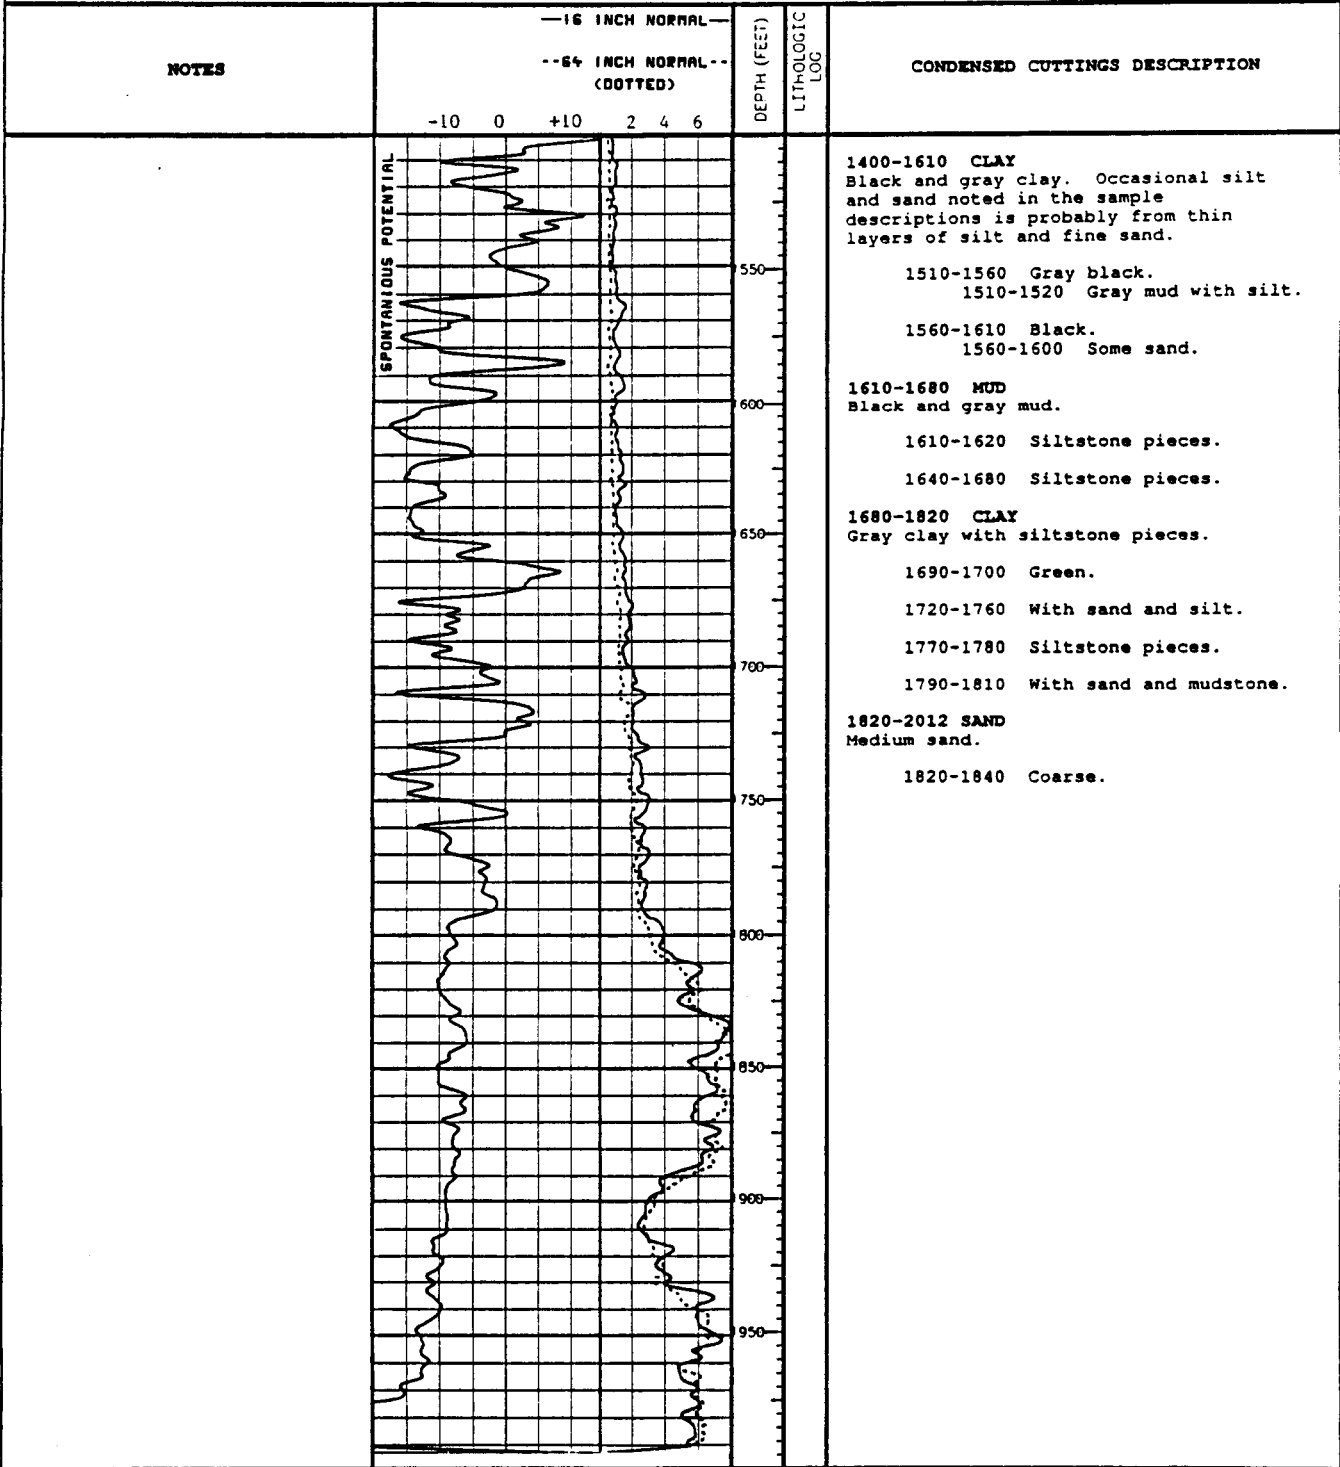 NOTES
—16 INCH NORMAL—
--64 INCH NORMAL--
(DOTTED)
-10 0 +10 2 4 6
DEPTH (FEET)
LITHOLOGIC
LOG
CONDENSED CUTTINGS DESCRIPTION
SPONTANIOUS POTENTIAL
550
600
650
700
750
800
850
900
950
1400-1610 CLAY
Black and gray clay. Occasional silt
and sand noted in the sample
descriptions is probably from thin
layers of silt and fine sand.
1510-1560 Gray black.
1510-1520 Gray mud with silt.
1560-1610 Black.
1560-1600 Some sand.
1610-1680 MUD
Black and gray mud.
1610-1620 Siltstone pieces.
1640-1680 Siltstone pieces.
1680-1820 CLAY
Gray clay with siltstone pieces.
1690-1700 Green.
1720-1760 With sand and silt.
1770-1780 Siltstone pieces.
1790-1810 With sand and mudstone.
1820-2012 SAND
Medium sand.
1820-1840 Coarse.